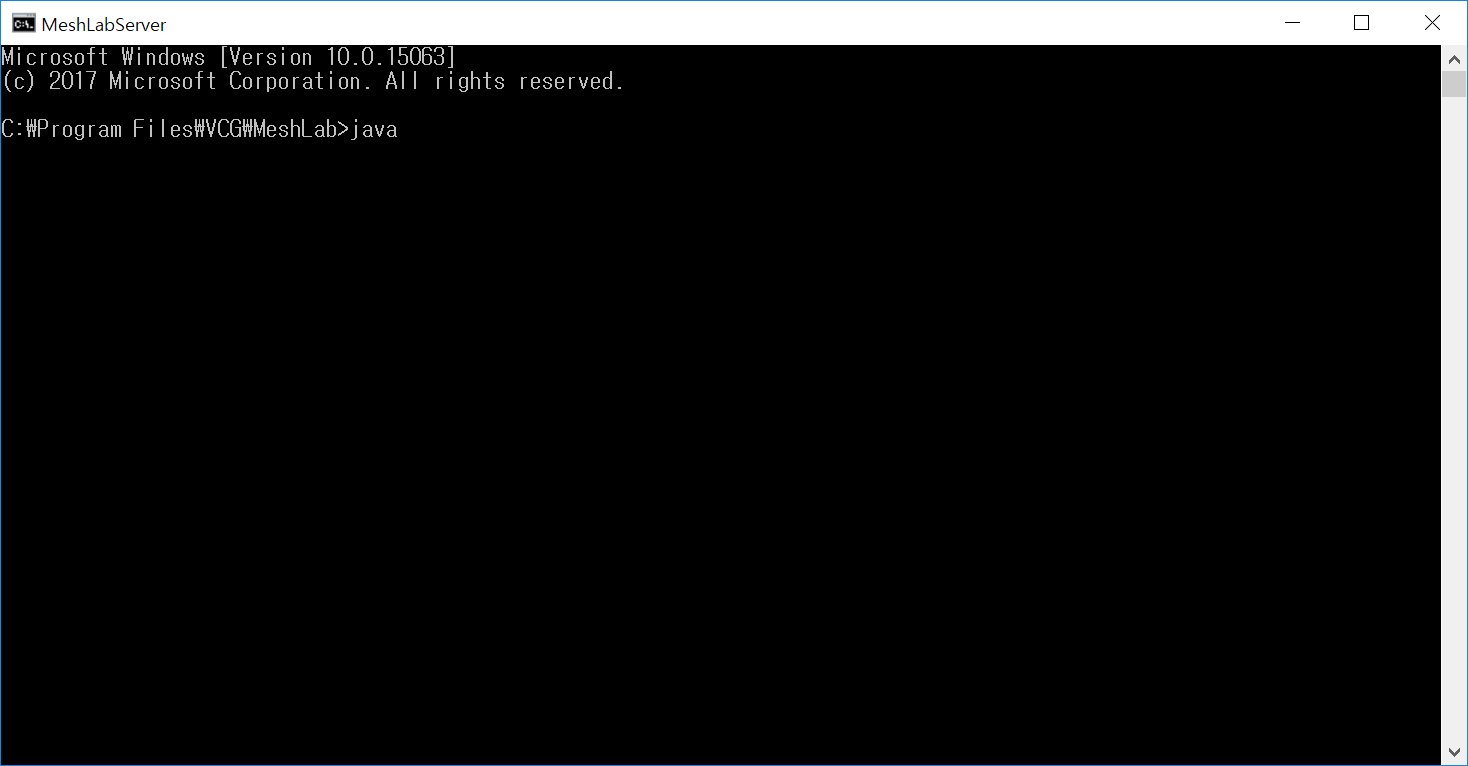 MeshLabServer
Microsoft Windows [Version 10.0.15063]
(c) 2017 Microsoft Corporation. All rights reserved.
C:₩Program Files₩VCG₩MeshLab>java